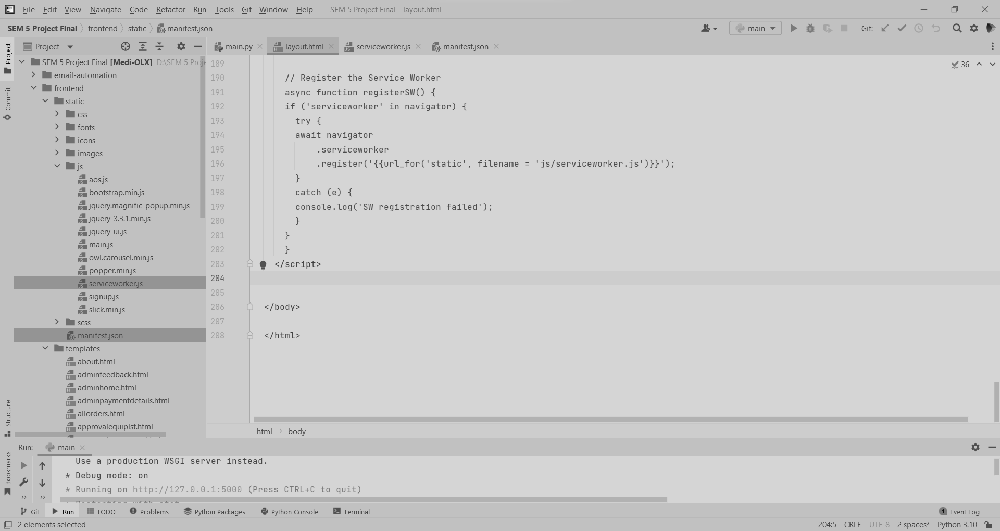 File Edit View Navigate Code Refactor Run Tools Git Window Help SEM 5 Project Final - layout.html
SEM 5 Project Final frontend static manifest.json main Git:
Project main.py layout.html serviceworker.js manifest.json
Project
Commit
Structure
Bookmarks
SEM 5 Project Final [Medi-OLX] D:\SEM 5 Proje
email-automation
frontend
static
css
fonts
icons
images
js
aos.js
bootstrap.min.js
jquery.magnific-popup.min.js
jquery-3.3.1.min.js
jquery-ui.js
main.js
owl.carousel.min.js
popper.min.js
serviceworker.js
signup.js
slick.min.js
scss
manifest.json
templates
about.html
adminfeedback.html
adminhome.html
adminpaymentdetails.html
allorders.html
approvalequiplst.html
36
189
190 // Register the Service Worker
191 async function registerSW() {
192 if ('serviceworker' in navigator) {
193 try {
194 await navigator
195 .serviceworker
196 .register('{{url_for('static', filename = 'js/serviceworker.js')}}');
197 }
198 catch (e) {
199 console.log('SW registration failed');
200 }
201 }
202 }
203 </script>
204
205
206 </body>
207
208 </html>
html body
Run: main
Use a production WSGI server instead.
* Debug mode: on
* Running on http://127.0.0.1:5000 (Press CTRL+C to quit)
Git Run TODO Problems Python Packages Python Console Terminal 1 Event Log
2 elements selected 204:5 CRLF UTF-8 2 spaces* Python 3.10